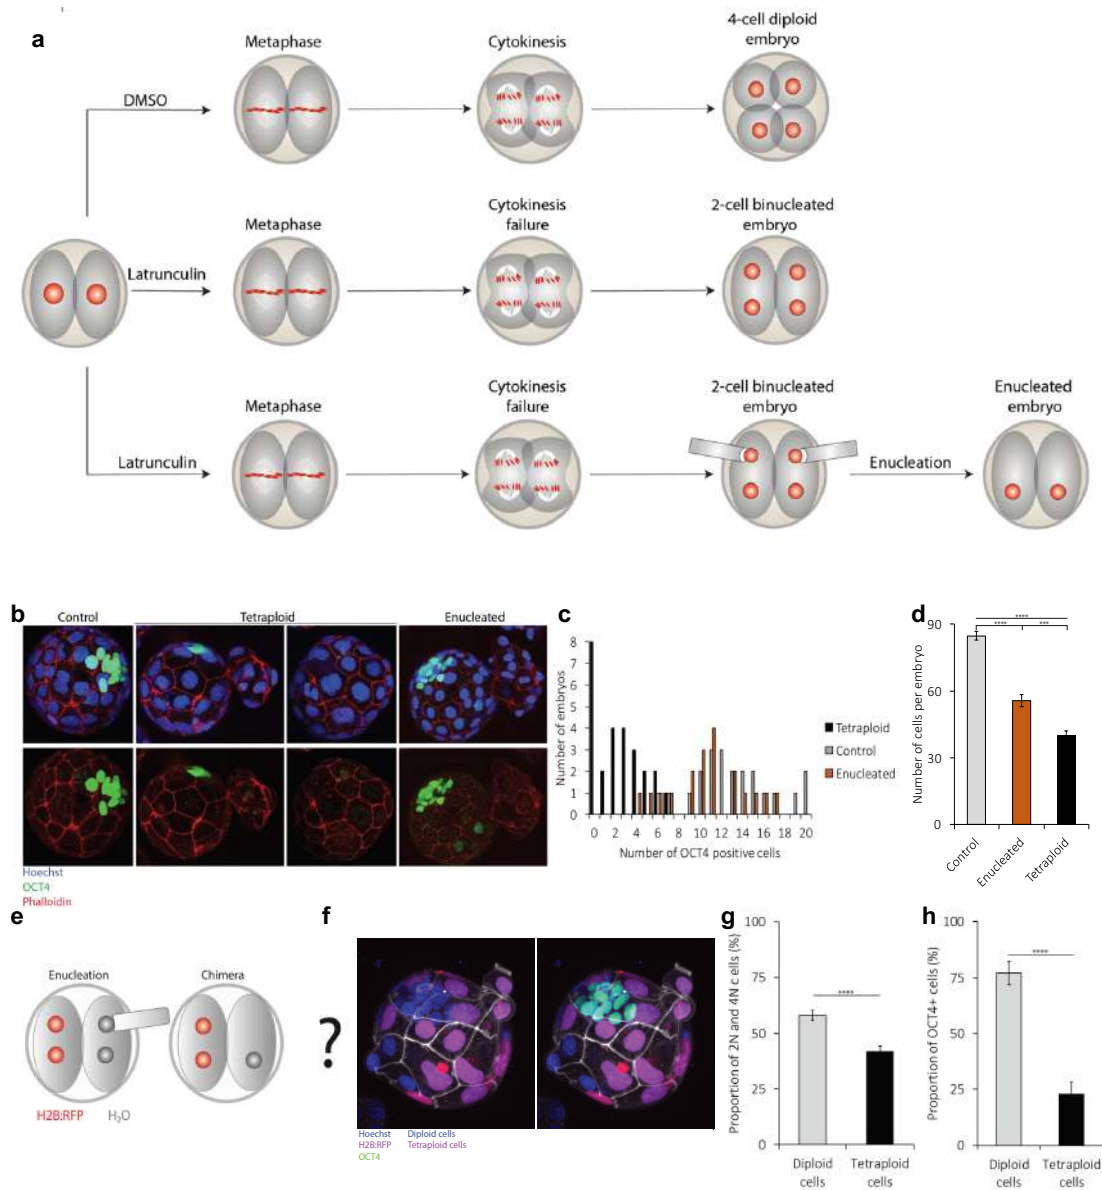 a
Metaphase
Cytokinesis
4-cell diploid
embryo
DMSO
Metaphase
Cytokinesis
failure
2-cell binucleated
embryo
Latrunculin
Metaphase
Cytokinesis
failure
2-cell binucleated
embryo
Enucleated
embryo
Latrunculin
Enucleation
b
Control
Tetraploid
Enucleated
Hoechst
OCT4
Phalloidin
c
Number of embryos
8
7
6
5
4
3
2
1
0
0 2 4 6 8 10 12 14 16 18 20
Number of OCT4 positive cells
Tetraploid
Control
Enucleated
d
Number of cells per embryo
90
60
30
0
****
**** ***
Control
Enucleated
Tetraploid
e
Enucleation
Chimera
H2B:RFP
H₂O
?
f
Hoechst Diploid cells
H2B:RFP Tetraploid cells
OCT4
g
Proportion of 2N and 4N cells (%)
100
75
50
25
0
****
Diploid
cells
Tetraploid
cells
h
Proportion of OCT4+ cells (%)
100
75
50
25
0
****
Diploid
cells
Tetraploid
cells